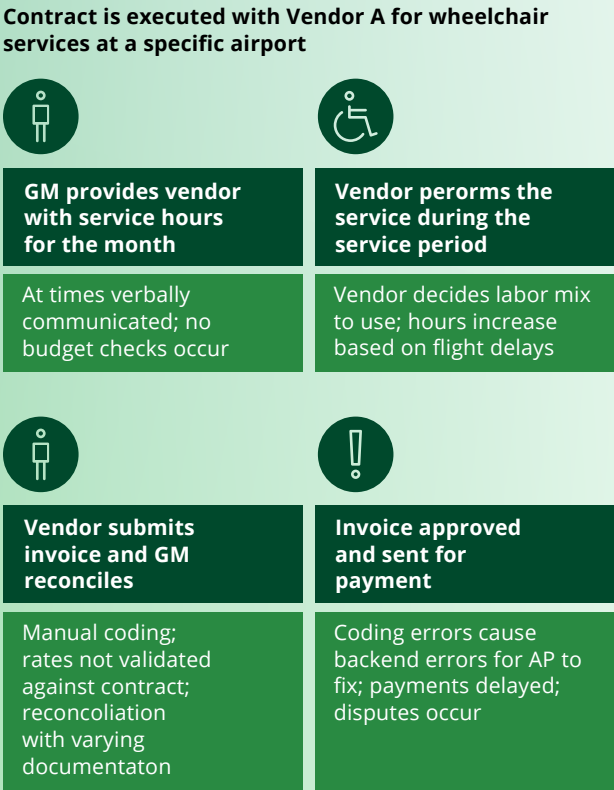 Contract is executed with Vendor A for wheelchair
services at a specific airport
GM provides vendor
with service hours
for the month
At times verbally
communicated; no
budget checks occur
Vendor perorms the
service during the
service period
Vendor decides labor mix
to use; hours increase
based on flight delays
Vendor submits
invoice and GM
reconciles
Manual coding;
rates not validated
against contract;
reconcoliation
with varying
documentaton
Invoice approved
and sent for
payment
Coding errors cause
backend errors for AP to
fix; payments delayed;
disputes occur